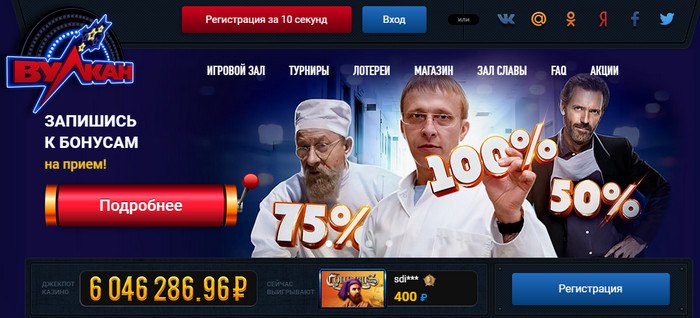 Регистрация за 10 секунд
Вход
или
ВУЛКАН
ИГРОВОЙ ЗАЛ ТУРНИРЫ ЛОТЕРЕИ МАГАЗИН ЗАЛ СЛАВЫ FAQ АКЦИИ
ЗАПИШИСЬ
К БОНУСАМ
на прием!
Подробнее
75%
100%
50%
ДЖЕКПОТ
КАЗИНО
6 046 286.96 ₽
СЕЙЧАС
ВЫИГРЫВАЮТ
sdi***
400 ₽
Регистрация